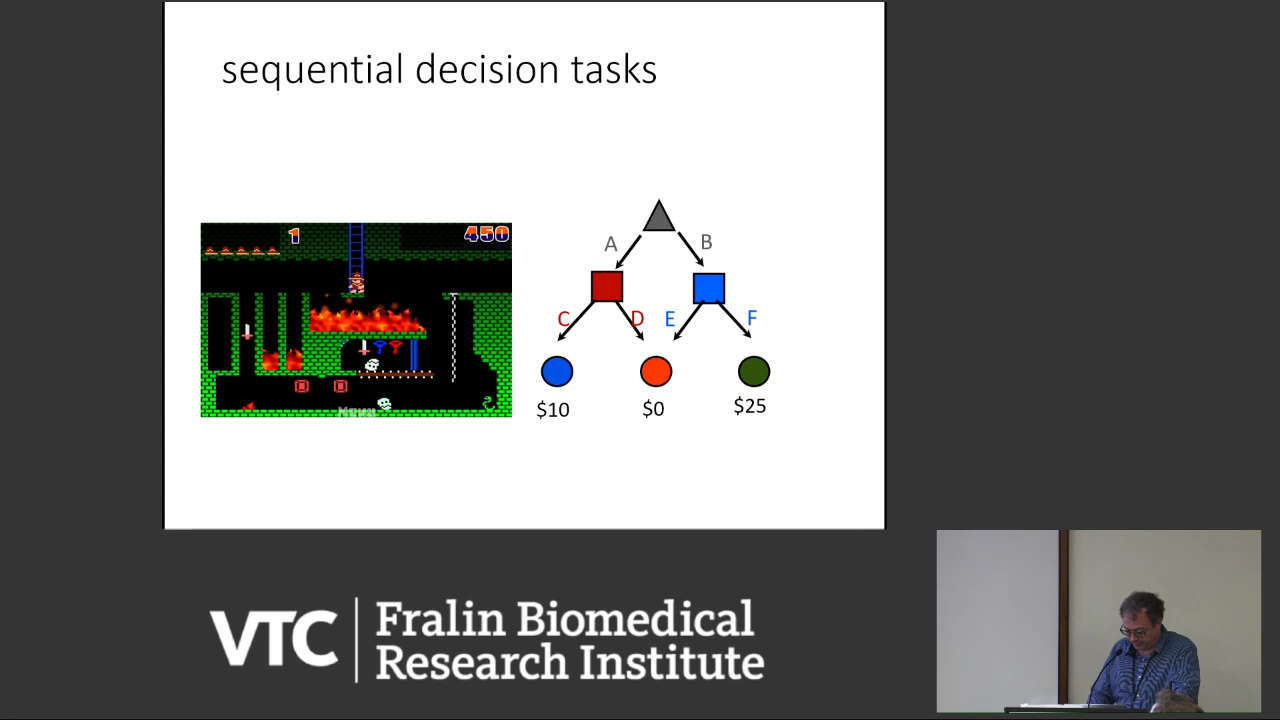 sequential decision tasks
1
450
A
B
C
D
E
F
$10
$0
$25
VTC
Fralin Biomedical
Research Institute